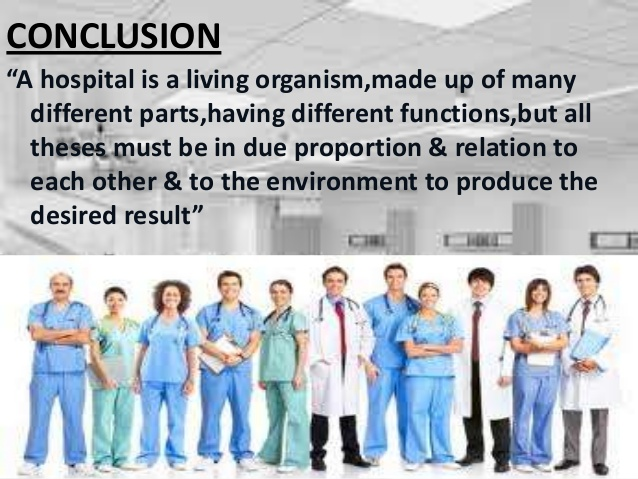 CONCLUSION
“A hospital is a living organism,made up of many
different parts,having different functions,but all
theses must be in due proportion & relation to
each other & to the environment to produce the
desired result”